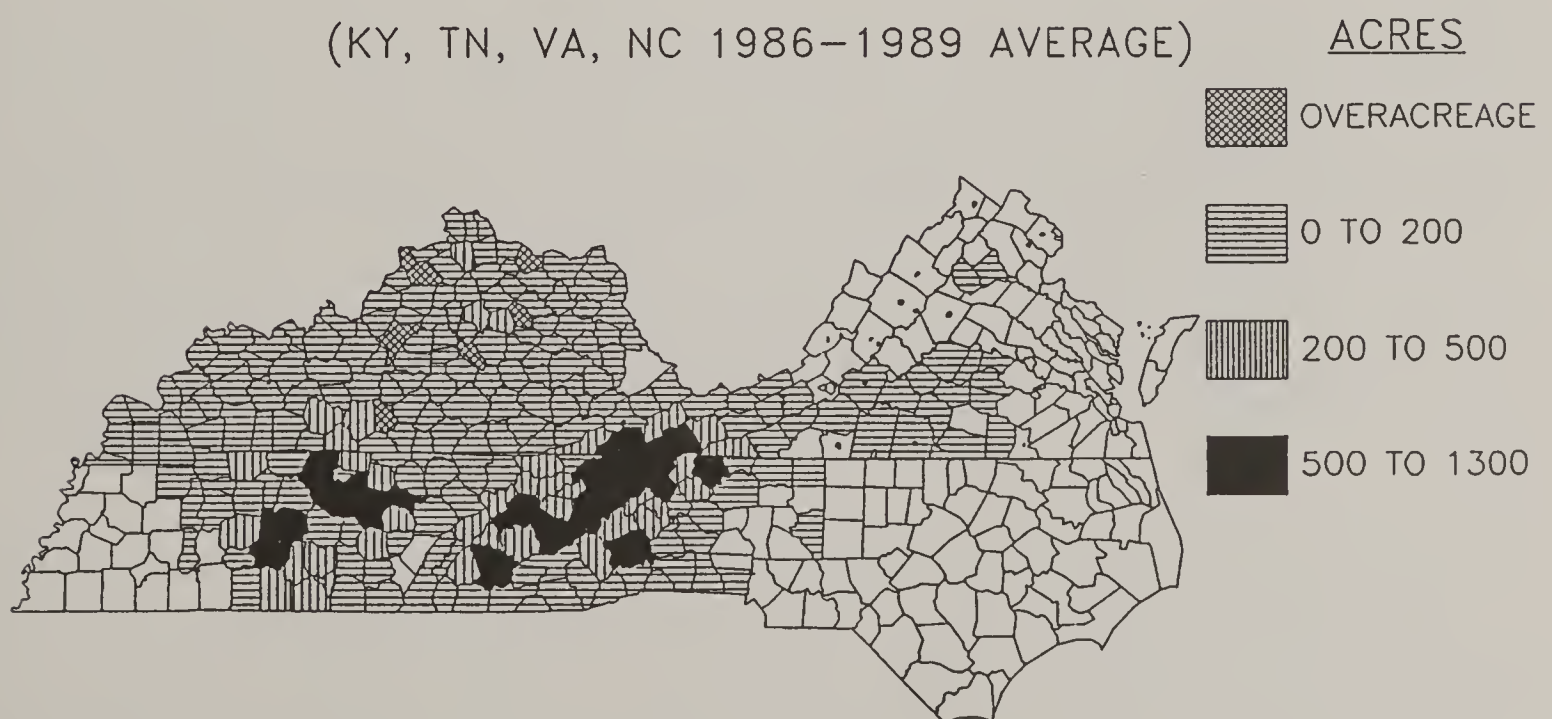 (KY, TN, VA, NC 1986-1989 AVERAGE)
ACRES
OVERACREAGE
0 TO 200
200 TO 500
500 TO 1300